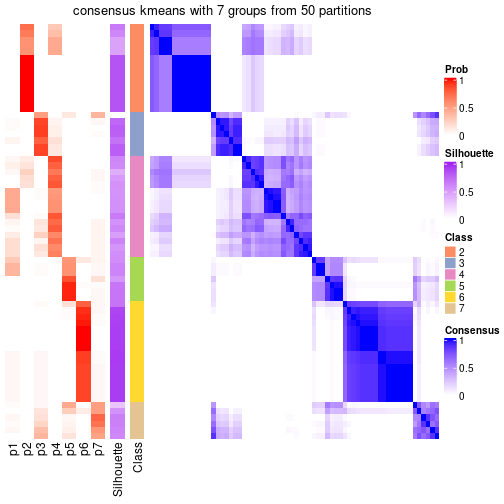 consensus kmeans with 7 groups from 50 partitions
Prob
1
0.5
0
Silhouette
1
0.5
0
Class
2
3
4
5
6
7
Consensus
1
0.5
0
p1
p2
p3
p4
p5
p6
p7
Silhouette
Class